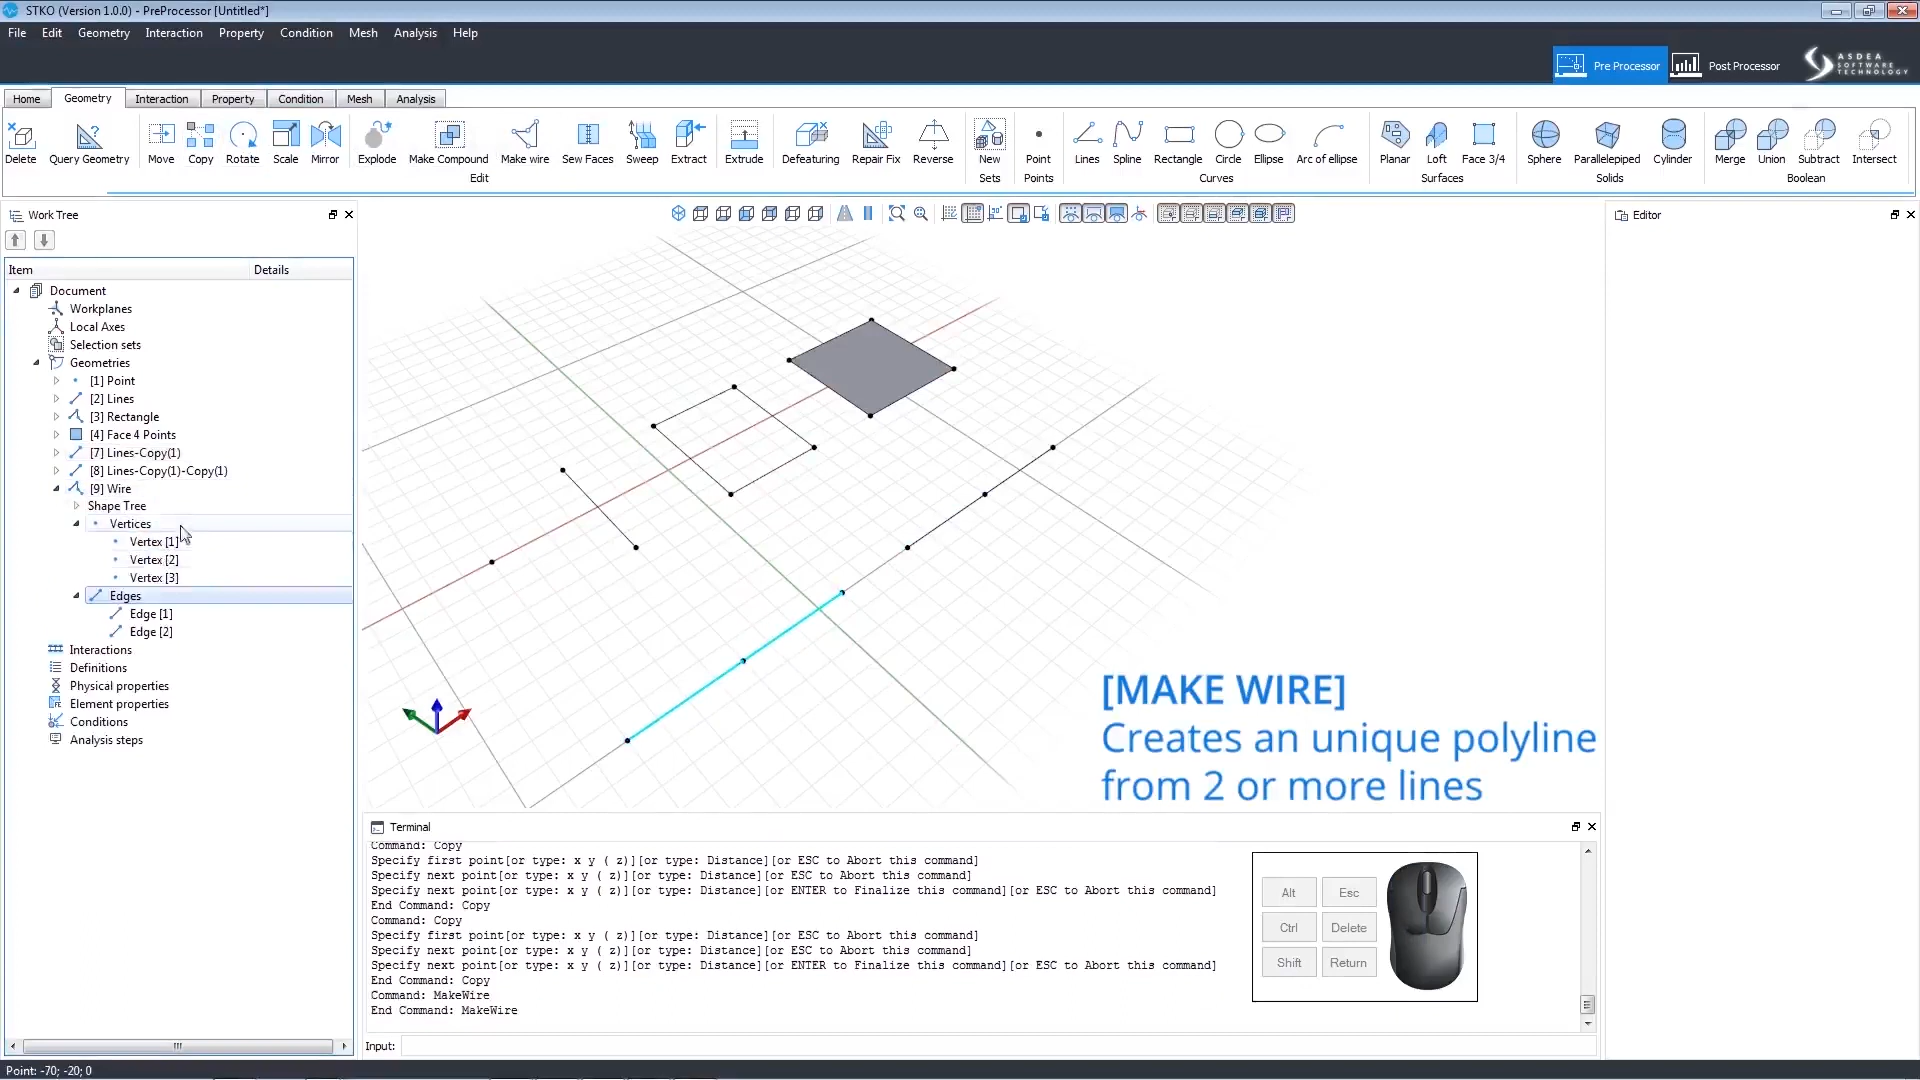 STKO (Version 1.0.0) - PreProcessor [Untitled*]
File Edit Geometry Interaction Property Condition Mesh Analysis Help
Pre Processor Post Processor
ASDEA
SOFTWARE
TECHNOLOGY
Home Geometry Interaction Property Condition Mesh Analysis
Delete Query Geometry Move Copy Rotate Scale Mirror Explode Make Compound Make wire Sew Faces Sweep Extract Extrude Defeaturing Repair Fix Reverse New Point Lines Spline Rectangle Circle Ellipse Arc of ellipse Planar Loft Face 3/4 Sphere Parallelepiped Cylinder Merge Union Subtract Intersect
Edit Sets Points Curves Surfaces Solids Boolean
Work Tree
Item Details
Document
Workplanes
Local Axes
Selection sets
Geometries
[1] Point
[2] Lines
[3] Rectangle
[4] Face 4 Points
[7] Lines-Copy(1)
[8] Lines-Copy(1)-Copy(1)
[9] Wire
Shape Tree
Vertices
Vertex [1]
Vertex [2]
Vertex [3]
Edges
Edge [1]
Edge [2]
Interactions
Definitions
Physical properties
Element properties
Conditions
Analysis steps
Editor
[MAKE WIRE]
Creates an unique polyline
from 2 or more lines
Terminal
Command: Copy
Specify first point[or type: x y ( z)][or type: Distance][or ESC to Abort this command]
Specify next point[or type: x y ( z)][or type: Distance][or ESC to Abort this command]
Specify next point[or type: x y ( z)][or type: Distance][or ENTER to Finalize this command][or ESC to Abort this command]
End Command: Copy
Command: Copy
Specify first point[or type: x y ( z)][or type: Distance][or ESC to Abort this command]
Specify next point[or type: x y ( z)][or type: Distance][or ESC to Abort this command]
Specify next point[or type: x y ( z)][or type: Distance][or ENTER to Finalize this command][or ESC to Abort this command]
End Command: Copy
Command: MakeWire
End Command: MakeWire
Alt Esc
Ctrl Delete
Shift Return
Input:
Point: -70; -20; 0